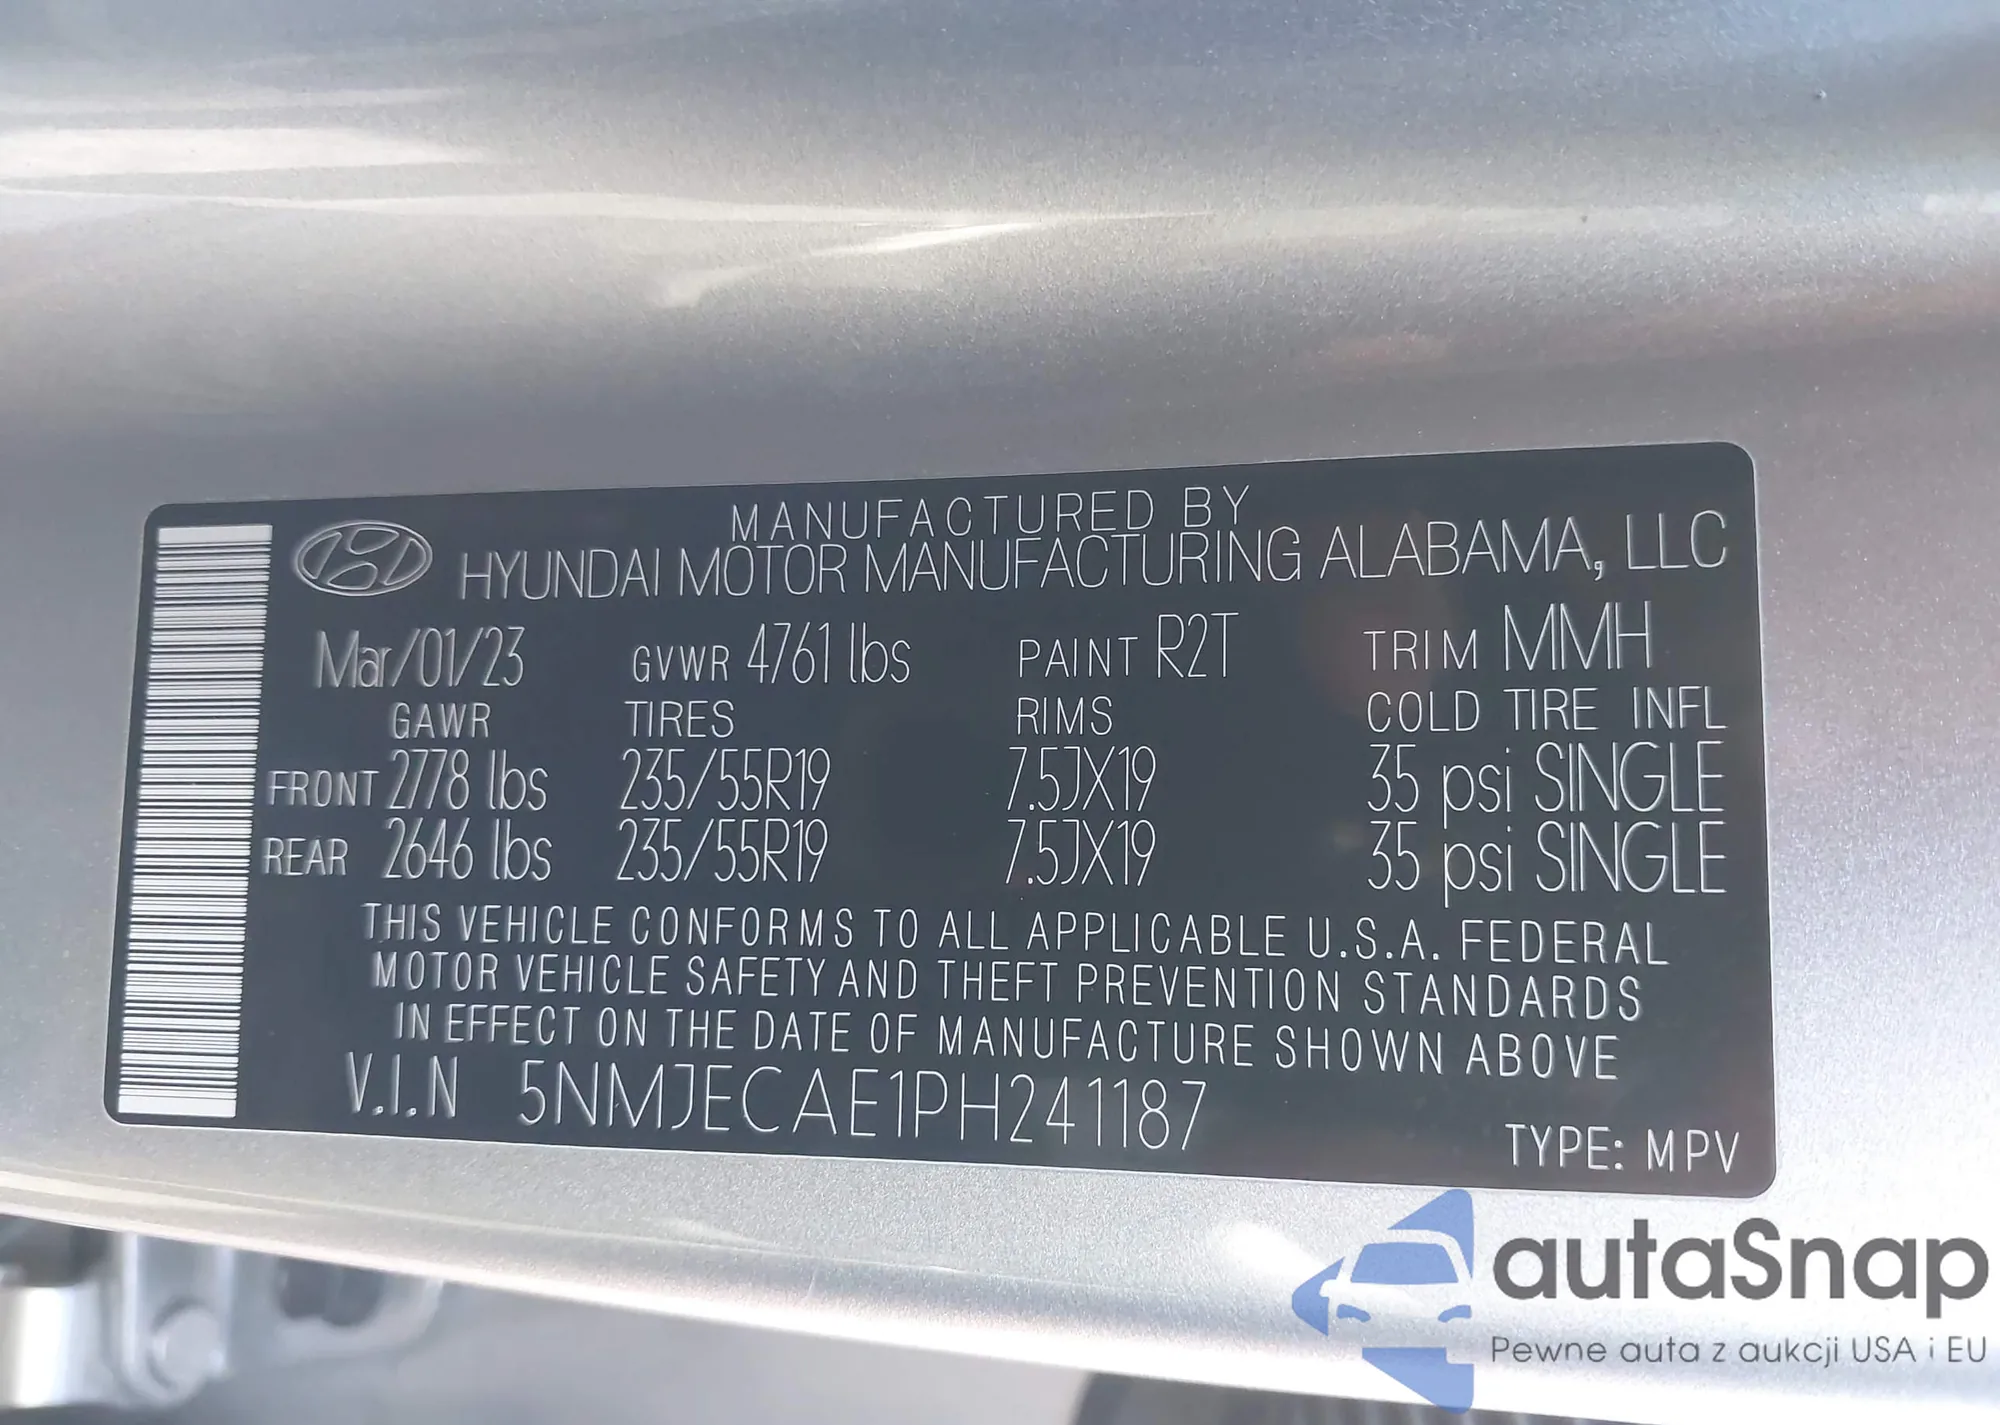 MANUFACTURED BY
HYUNDAI MOTOR MANUFACTURING ALABAMA, LLC
Mar/01/23 GVWR 4761 lbs PAINT R2T TRIM MMH
GAWR TIRES RIMS COLD TIRE INFL
FRONT 2778 lbs 235/55R19 7.5JX19 35 psi SINGLE
REAR 2646 lbs 235/55R19 7.5JX19 35 psi SINGLE
THIS VEHICLE CONFORMS TO ALL APPLICABLE U.S.A. FEDERAL
MOTOR VEHICLE SAFETY AND THEFT PREVENTION STANDARDS
IN EFFECT ON THE DATE OF MANUFACTURE SHOWN ABOVE
V.I.N 5NMJECAE1PH241187
TYPE: MPV
autaSnap
Pewne auta z aukcji USA i EU